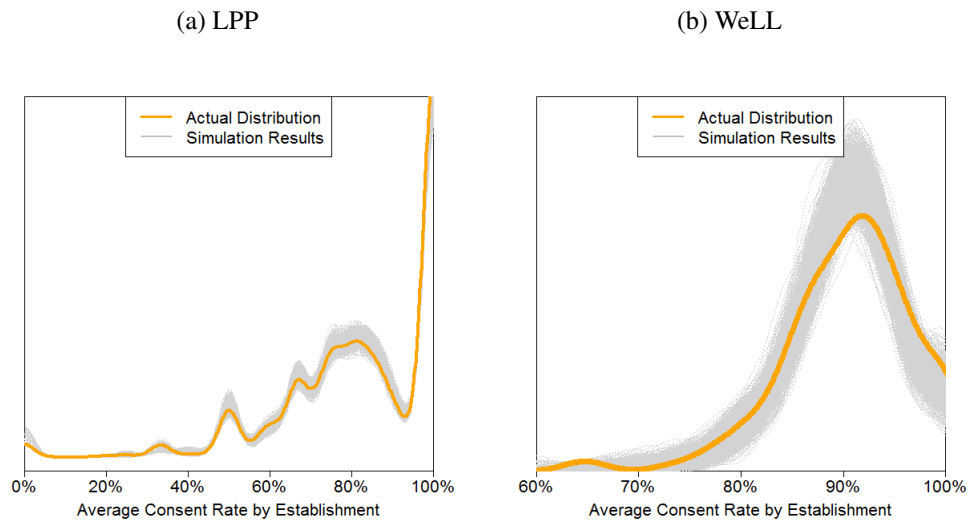 (a) LPP
Actual Distribution
Simulation Results
0% 20% 40% 60% 80% 100%
Average Consent Rate by Establishment
(b) WeLL
Actual Distribution
Simulation Results
60% 70% 80% 90% 100%
Average Consent Rate by Establishment